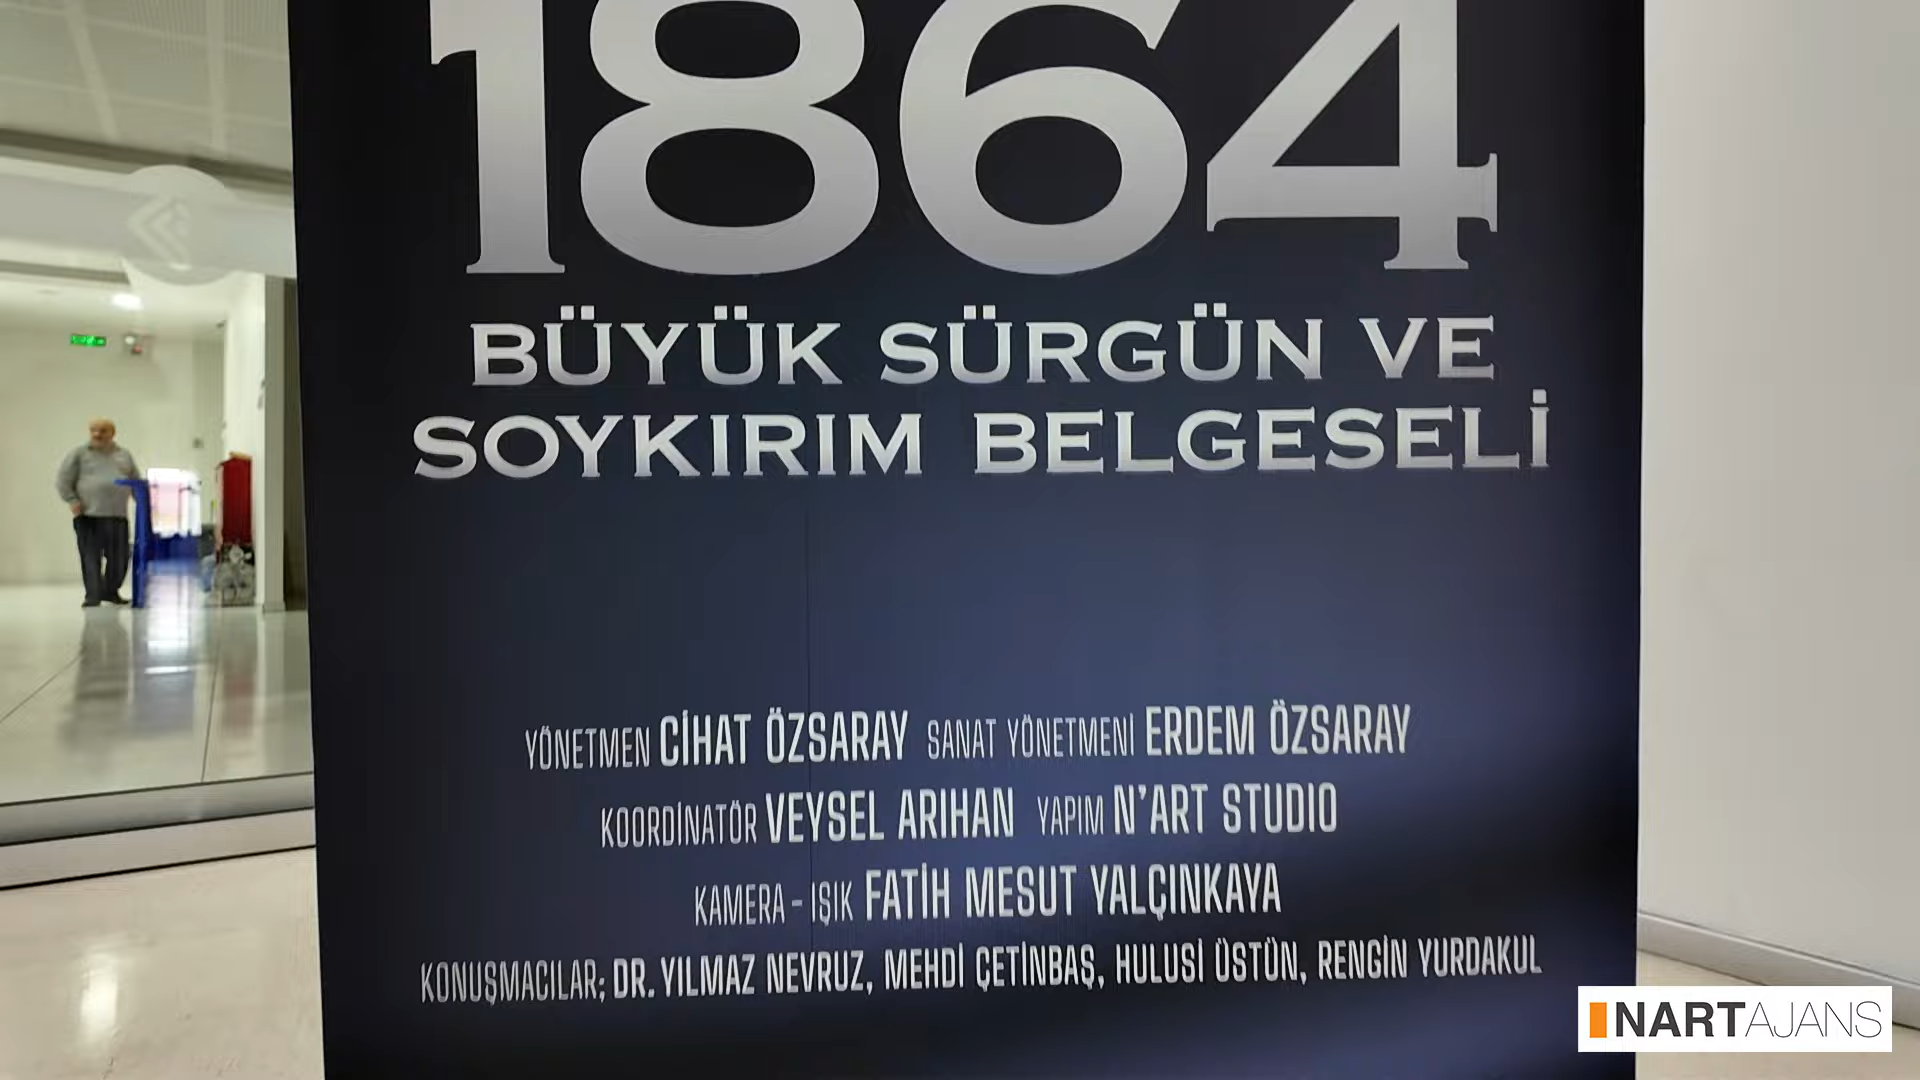 1864
BÜYÜK SÜRGÜN VE
SOYKIRIM BELGESELİ
YÖNETMEN CİHAT ÖZSARAY SANAT YÖNETMENİ ERDEM ÖZSARAY
KOORDİNATÖR VEYSEL ARIHAN YAPIM N'ART STUDIO
KAMERA - IŞIK FATİH MESUT YALÇINKAYA
KONUŞMACILAR; DR. YILMAZ NEVRUZ, MEHDİ ÇETİNBAŞ, HULUSİ ÜSTÜN, RENGİN YURDAKUL
NARTAJANS